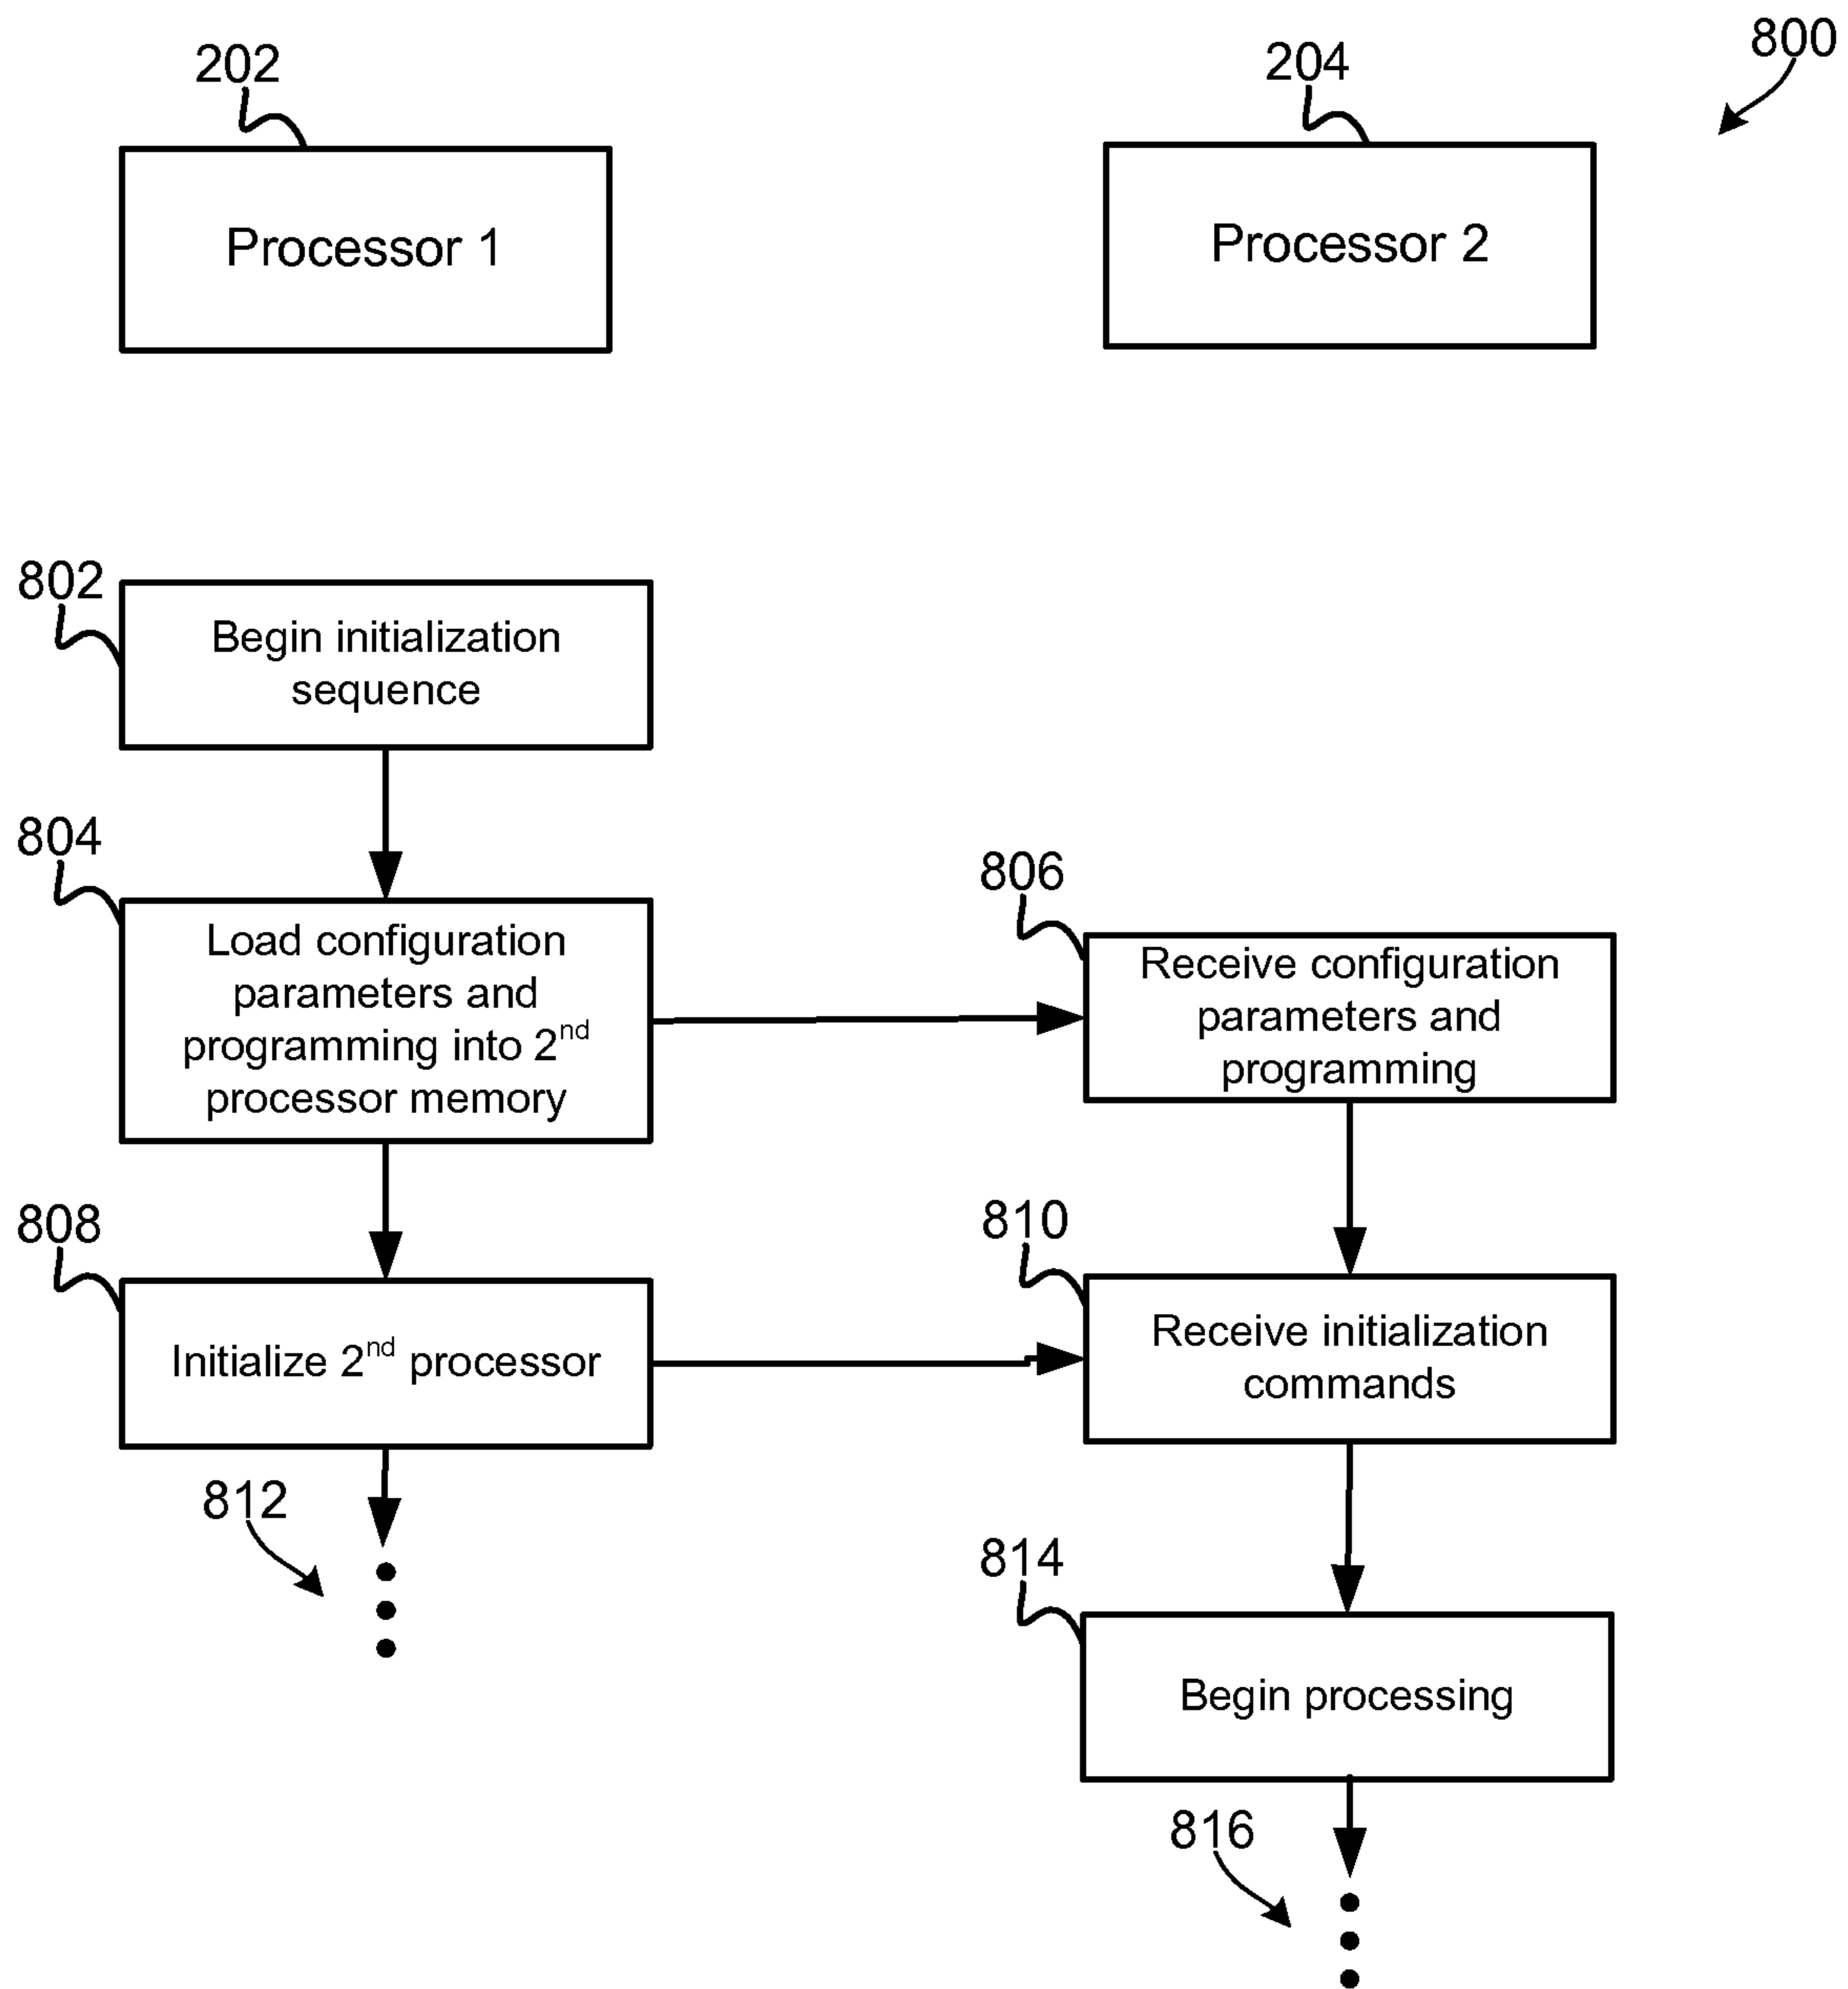 202
204
800
Processor 1
Processor 2
802
Begin initialization
sequence
804
Load configuration
parameters and
programming into 2nd
processor memory
806
Receive configuration
parameters and
programming
808
Initialize 2nd processor
810
Receive initialization
commands
812
814
Begin processing
816